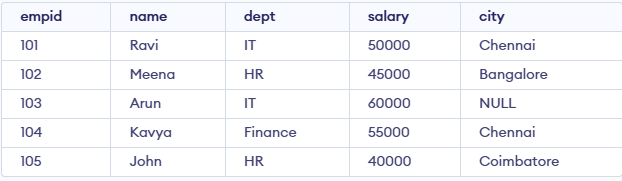 empid name dept salary city
101 Ravi IT 50000 Chennai
102 Meena HR 45000 Bangalore
103 Arun IT 60000 NULL
104 Kavya Finance 55000 Chennai
105 John HR 40000 Coimbatore